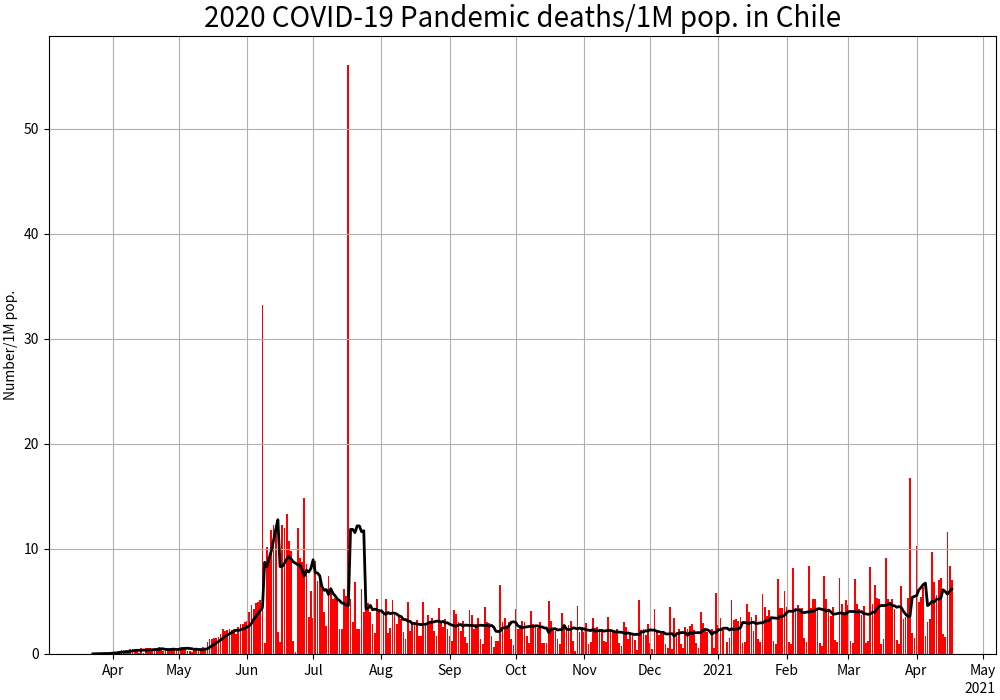 2020 COVID-19 Pandemic deaths/1M pop. in Chile
Number/1M pop.
50
40
30
20
10
0
Apr May Jun Jul Aug Sep Oct Nov Dec 2021 Feb Mar Apr May
2021